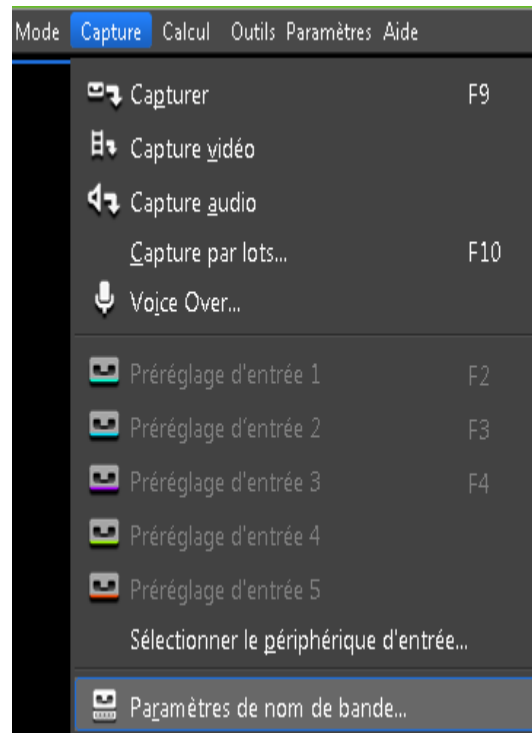 Mode Capture Calcul Outils Paramètres Aide
Capturer F9
Capture vidéo
Capture audio
Capture par lots... F10
Voice Over...
Préréglage d'entrée 1 F2
Préréglage d'entrée 2 F3
Préréglage d'entrée 3 F4
Préréglage d'entrée 4
Préréglage d'entrée 5
Sélectionner le périphérique d'entrée...
Paramètres de nom de bande...